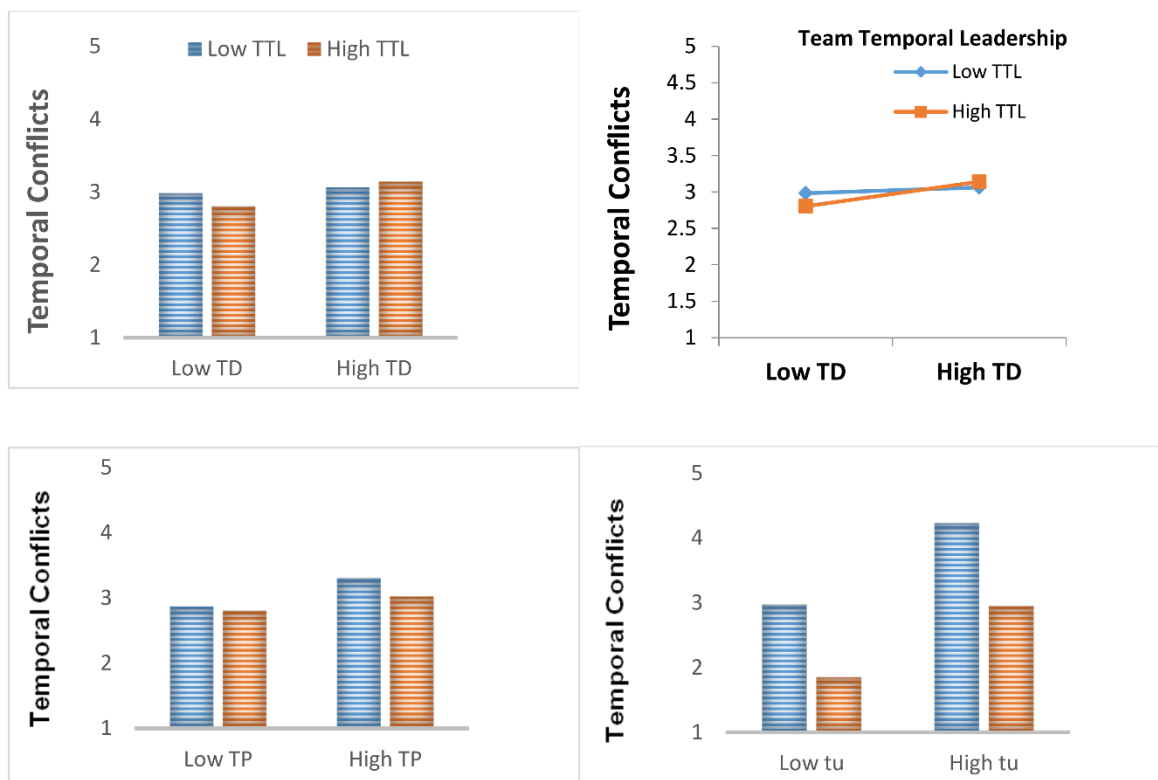 5
4
3
2
1
Temporal Conflicts
Low TTL High TTL
Low TD High TD
Team Temporal Leadership
5
4.5
4
3.5
3
2.5
2
1.5
1
Temporal Conflicts
Low TTL
High TTL
Low TD High TD
5
4
3
2
1
Temporal Conflicts
Low TP High TP
5
4
3
2
1
Temporal Conflicts
Low tu High tu